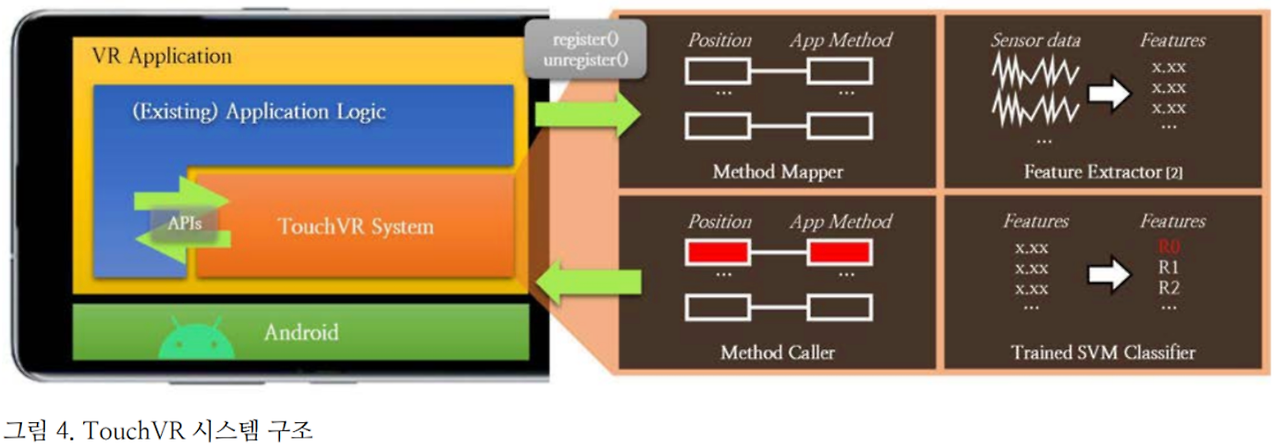 VR Application
(Existing) Application Logic
APIs
TouchVR System
Android
register()
unregister()
Position App Method
...
Method Mapper
Sensor data Features
x.xx
x.xx
x.xx
... ...
Feature Extractor [2]
Position App Method
... ...
Method Caller
Features Features
x.xx R0
x.xx R1
x.xx R2
... ...
Trained SVM Classifier
그림 4. TouchVR 시스템 구조